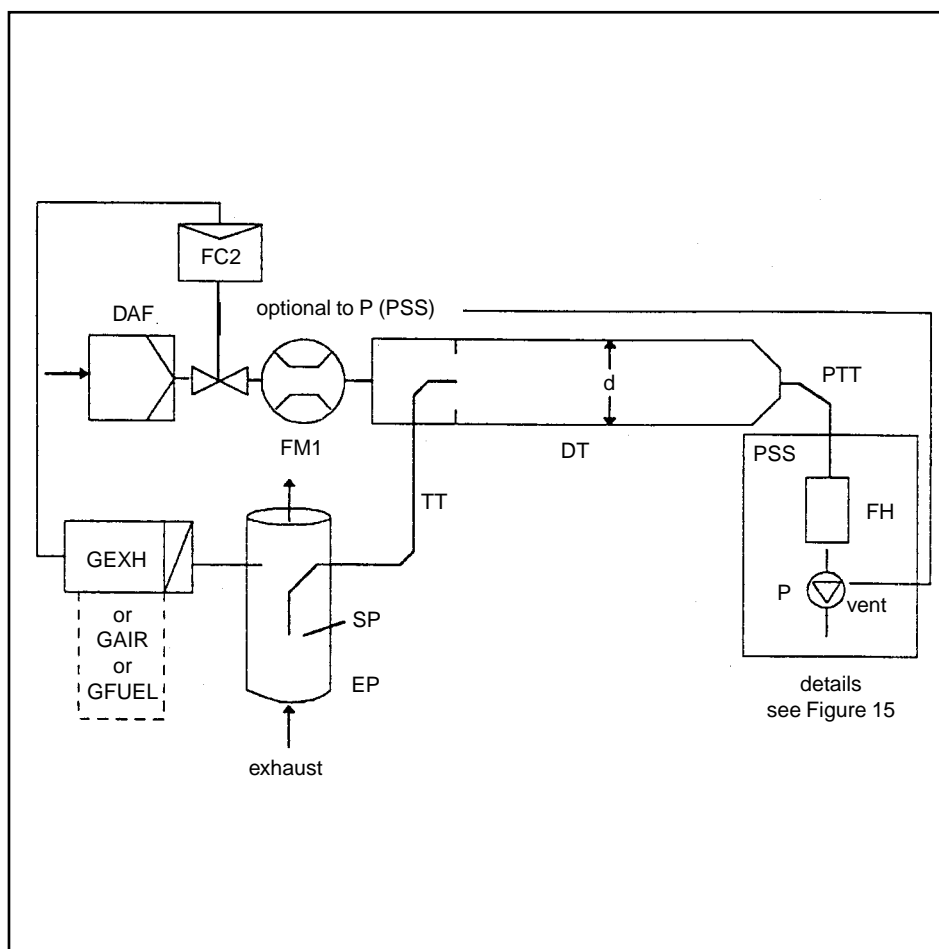 FC2
optional to P (PSS)
DAF
d
PTT
FM1
DT
PSS
TT
FH
GEXH
P
vent
or
GAIR
or
GFUEL
SP
EP
details
see Figure 15
exhaust